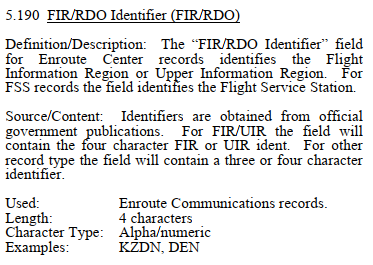 5.190 FIR/RDO Identifier (FIR/RDO)
Definition/Description: The “FIR/RDO Identifier” field
for Enroute Center records identifies the Flight
Information Region or Upper Information Region. For
FSS records the field identifies the Flight Service Station.
Source/Content: Identifiers are obtained from official
government publications. For FIR/UIR the field will
contain the four character FIR or UIR ident. For other
record type the field will contain a three or four character
identifier.
Used: Enroute Communications records.
Length: 4 characters
Character Type: Alpha/numeric
Examples: KZDN, DEN